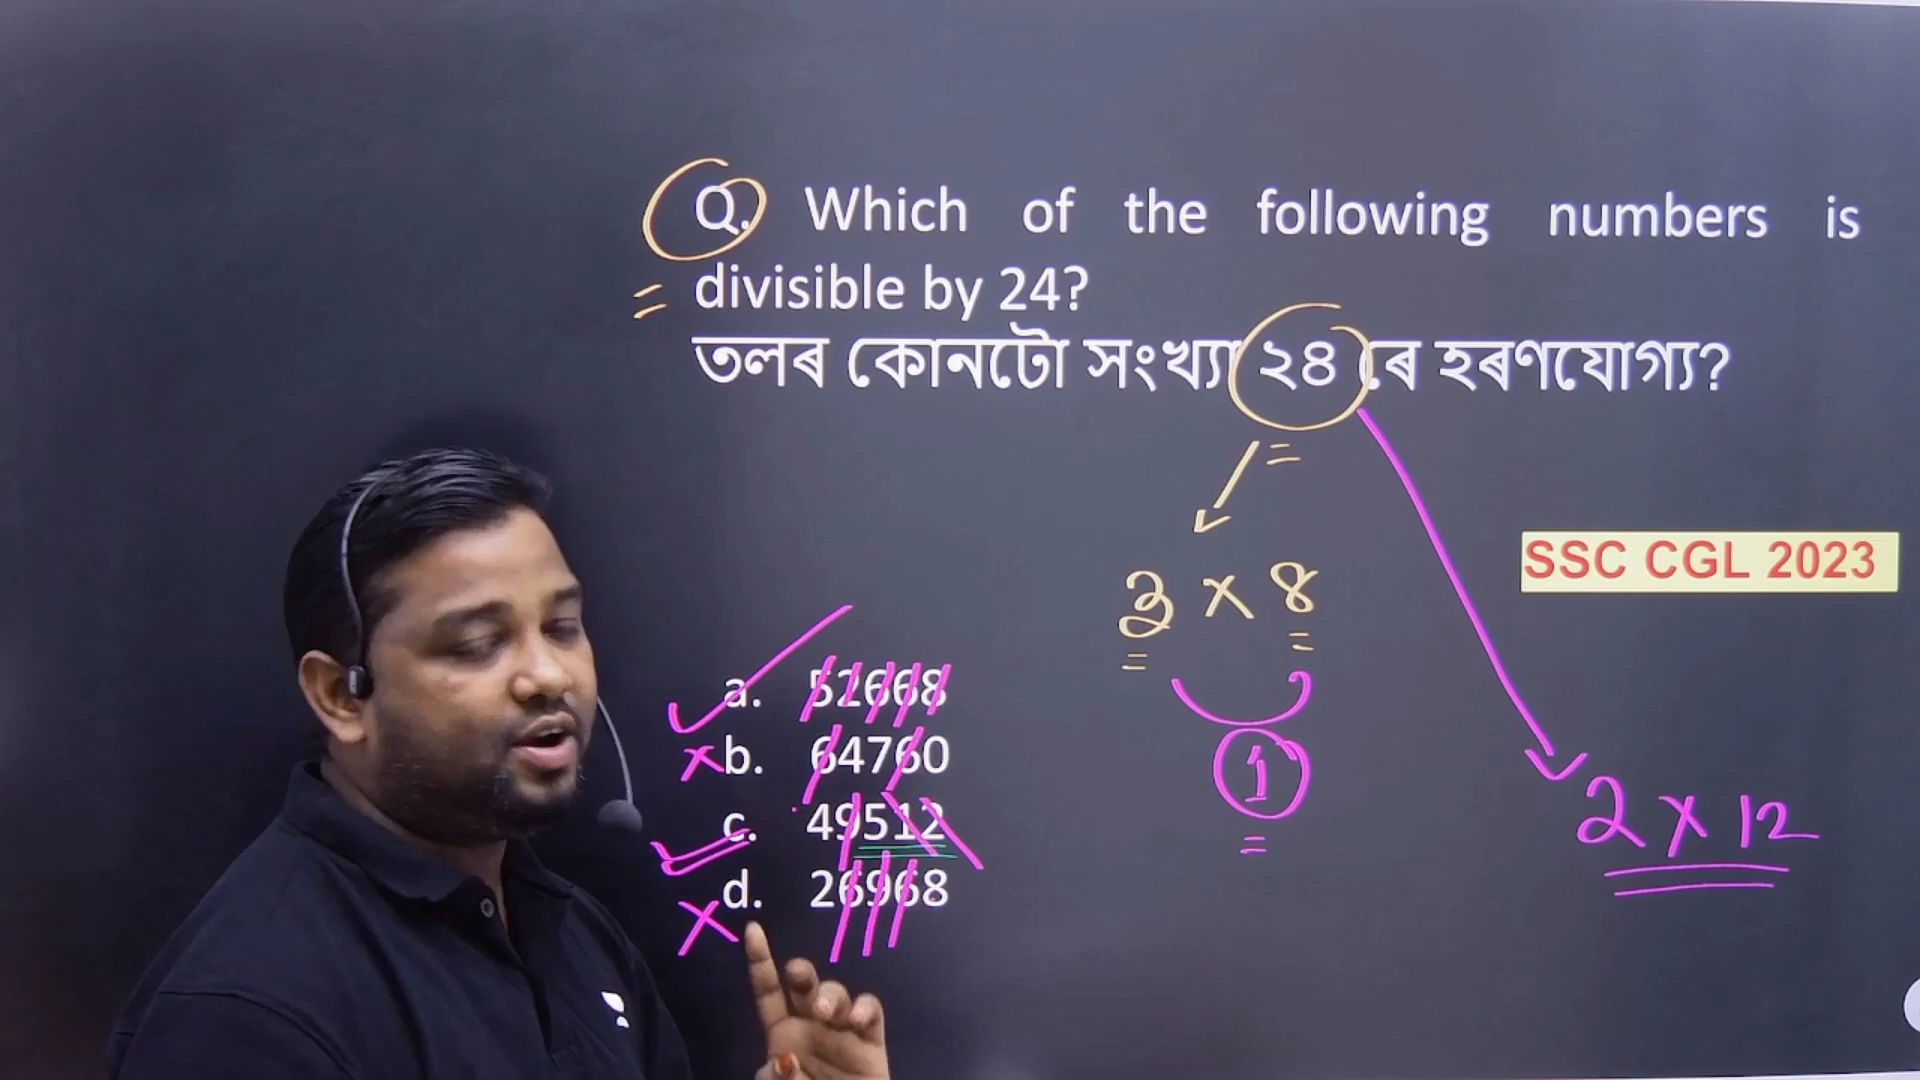 Q. Which of the following numbers is
divisible by 24?
তলৰ কোনটো সংখ্যা ২৪ ৰে হৰণযোগ্য?
SSC CGL 2023
3 x 8
a. 52668
b. 64760
1
c. 49512
2 x 12
d. 26968